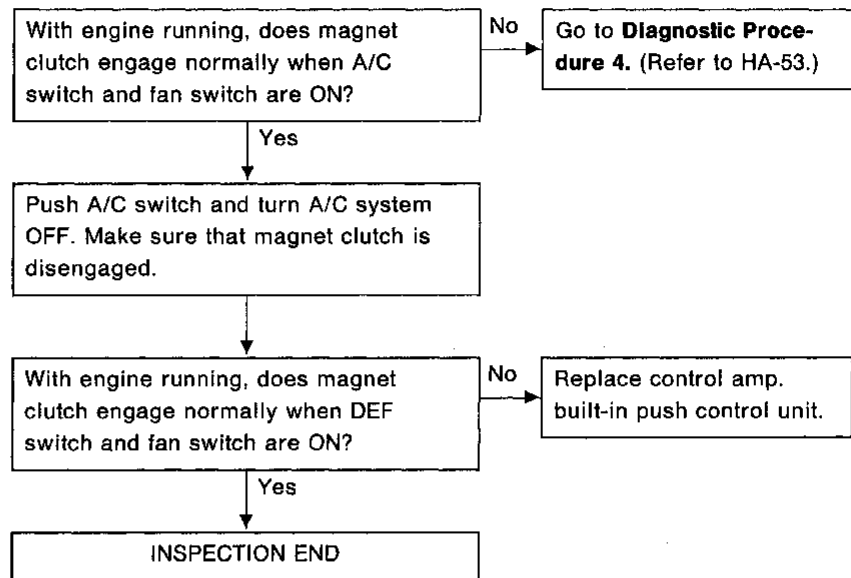 With engine running, does magnet
clutch engage normally when A/C
switch and fan switch are ON?
No
Go to Diagnostic Proce-
dure 4. (Refer to HA-53.)
Yes
Push A/C switch and turn A/C system
OFF. Make sure that magnet clutch is
disengaged.
With engine running, does magnet
clutch engage normally when DEF
switch and fan switch are ON?
No
Replace control amp.
built-in push control unit.
Yes
INSPECTION END